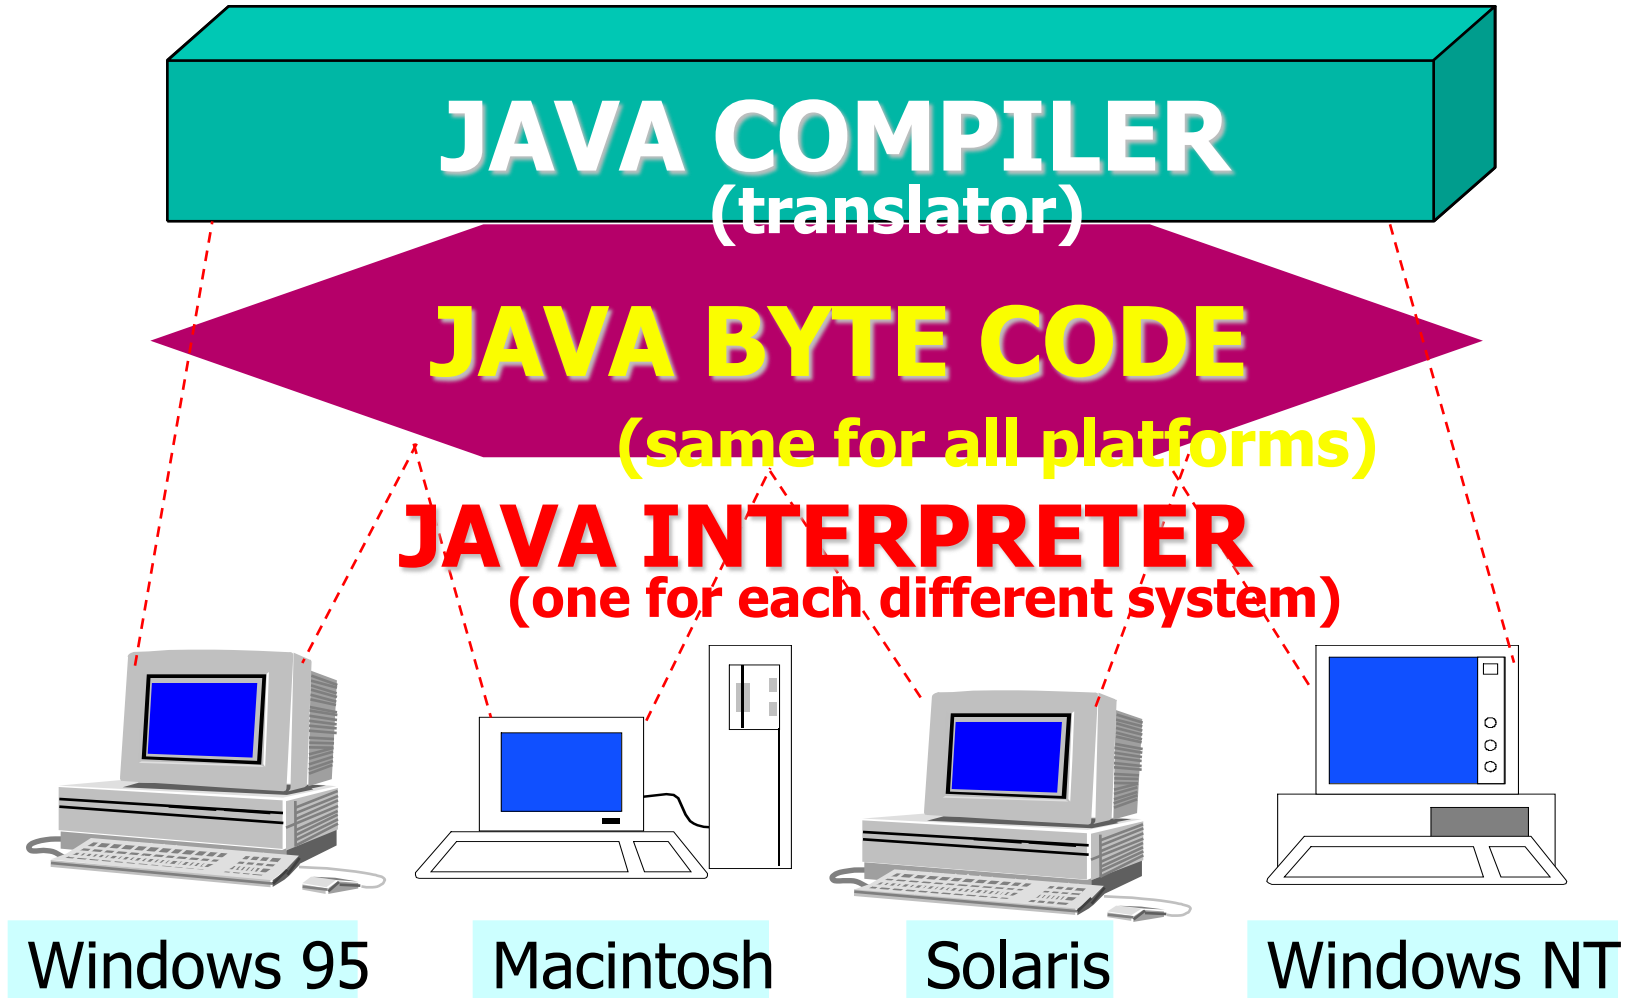 JAVA COMPILER
(translator)
JAVA BYTE CODE
(same for all platforms)
JAVA INTERPRETER
(one for each different system)
Windows 95
Macintosh
Solaris
Windows NT